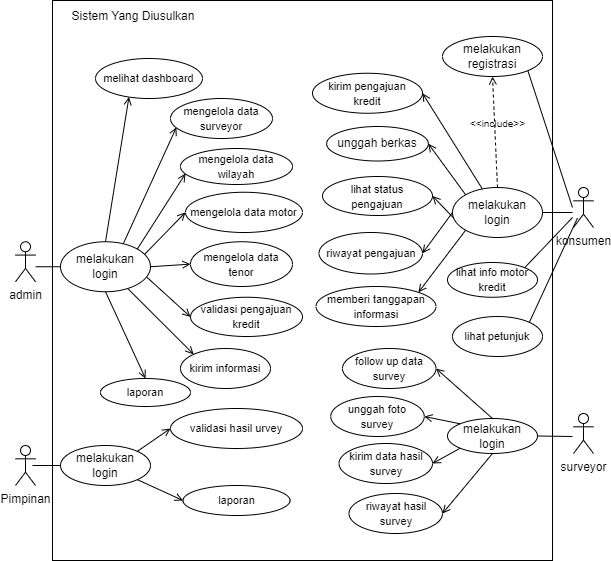 Sistem Yang Diusulkan
melihat dashboard
mengelola data
surveyor
mengelola data
wilayah
mengelola data motor
mengelola data
tenor
validasi pengajuan
kredit
kirim informasi
laporan
melakukan
login
admin
validasi hasil urvey
laporan
melakukan
login
Pimpinan
melakukan
registrasi
<<include>>
kirim pengajuan
kredit
unggah berkas
lihat status
pengajuan
riwayat pengajuan
memberi tanggapan
informasi
melakukan
login
konsumen
lihat info motor
kredit
lihat petunjuk
follow up data
survey
unggah foto
survey
kirim data hasil
survey
riwayat hasil
survey
melakukan
login
surveyor